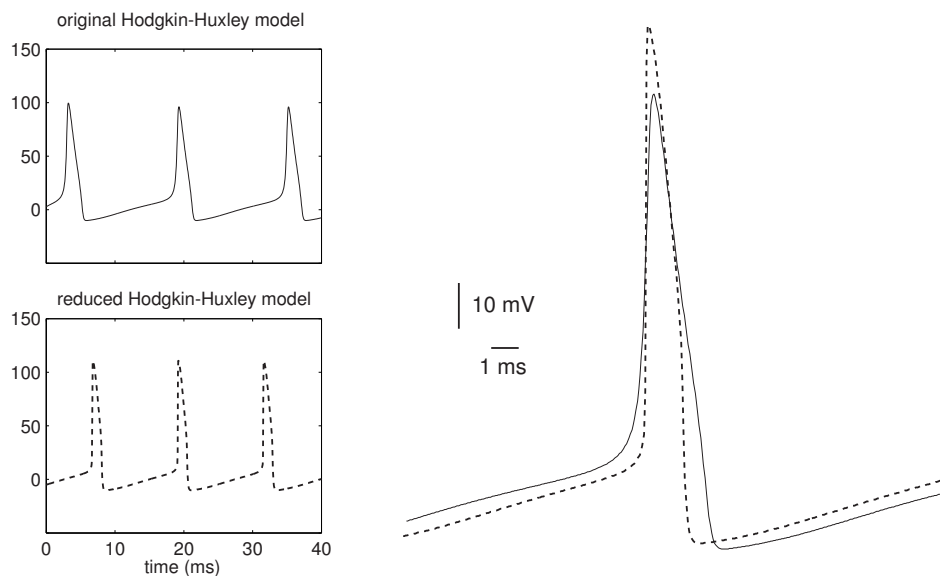 original Hodgkin-Huxley model
150
100
50
0
reduced Hodgkin-Huxley model
150
100
50
0
0 10 20 30 40
time (ms)
10 mV
1 ms